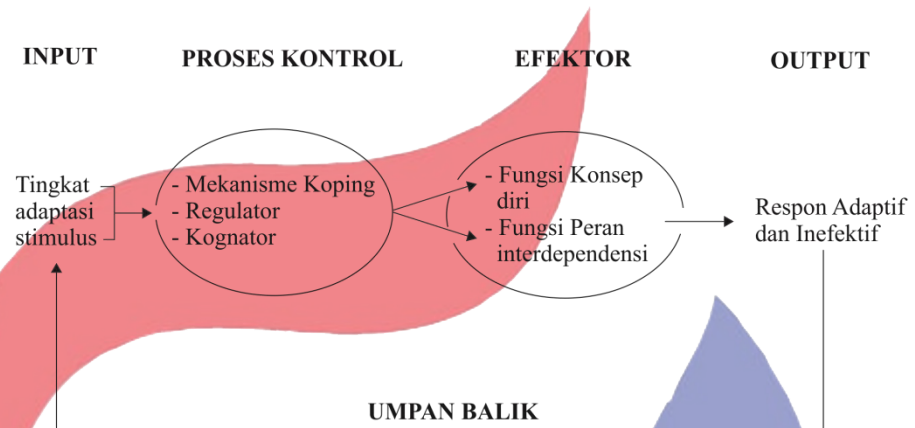 INPUT
PROSES KONTROL
EFEKTOR
OUTPUT
Tingkat
adaptasi
stimulus
- Mekanisme Koping
- Regulator
- Kognator
- Fungsi Konsep
diri
- Fungsi Peran
interdependensi
Respon Adaptif
dan Inefektif
UMPAN BALIK